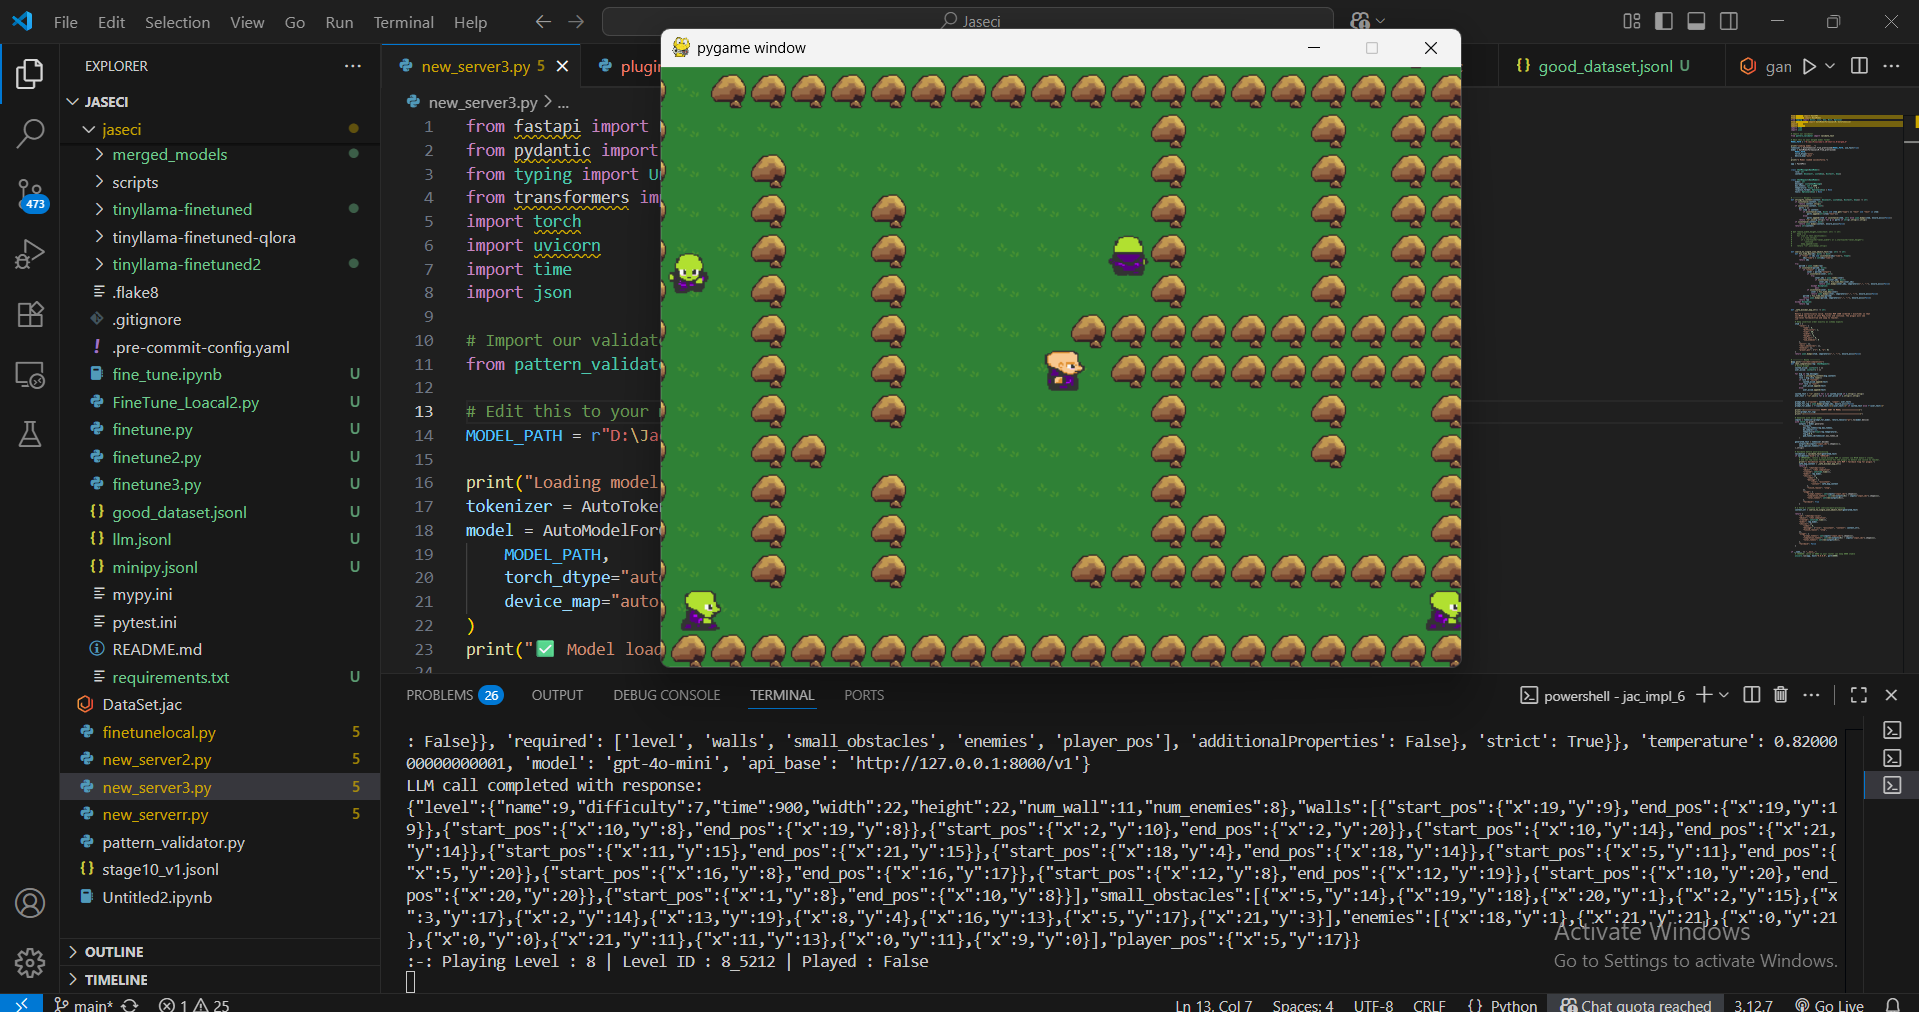 File Edit Selection View Go Run Terminal Help
Jaseci
EXPLORER
JASECI
jaseci
merged_models
scripts
tinyllama-finetuned
tinyllama-finetuned-qlora
tinyllama-finetuned2
.flake8
.gitignore
.pre-commit-config.yaml
fine_tune.ipynb U
FineTune_Loacal2.py U
finetune.py U
finetune2.py U
finetune3.py U
good_dataset.jsonl U
llm.jsonl U
minipy.jsonl U
mypy.ini
pytest.ini
README.md
requirements.txt U
DataSet.jac
finetunelocal.py 5
new_server2.py 5
new_server3.py 5
new_serverr.py 5
pattern_validator.py
stage10_v1.jsonl
Untitled2.ipynb
OUTLINE
TIMELINE
473
new_server3.py 5
plugi
good_dataset.jsonl U
gan
new_server3.py > ...
pygame window
1 from fastapi import
2 from pydantic import
3 from typing import U
4 from transformers im
5 import torch
6 import uvicorn
7 import time
8 import json
9
10 # Import our validat
11 from pattern_validat
12
13 # Edit this to your
14 MODEL_PATH = r"D:\Ja
15
16 print("Loading model
17 tokenizer = AutoToke
18 model = AutoModelFor
19 MODEL_PATH,
20 torch_dtype="aut
21 device_map="auto
22 )
23 print("✅ Model load
24
PROBLEMS 26 OUTPUT DEBUG CONSOLE TERMINAL PORTS
powershell - jac_impl_6
: False}}, 'required': ['level', 'walls', 'small_obstacles', 'enemies', 'player_pos'], 'additionalProperties': False}, 'strict': True}}, 'temperature': 0.82000
00000000001, 'model': 'gpt-4o-mini', 'api_base': 'http://127.0.0.1:8000/v1'}
LLM call completed with response:
{"level":{"name":9,"difficulty":7,"time":900,"width":22,"height":22,"num_wall":11,"num_enemies":8},"walls":[{"start_pos":{"x":19,"y":9},"end_pos":{"x":19,"y":1
9}},{"start_pos":{"x":10,"y":8},"end_pos":{"x":19,"y":8}},{"start_pos":{"x":2,"y":10},"end_pos":{"x":2,"y":20}},{"start_pos":{"x":10,"y":14},"end_pos":{"x":21,
"y":14}},{"start_pos":{"x":11,"y":15},"end_pos":{"x":21,"y":15}},{"start_pos":{"x":18,"y":4},"end_pos":{"x":18,"y":14}},{"start_pos":{"x":5,"y":11},"end_pos":{
"x":5,"y":20}},{"start_pos":{"x":16,"y":8},"end_pos":{"x":16,"y":17}},{"start_pos":{"x":12,"y":8},"end_pos":{"x":12,"y":19}},{"start_pos":{"x":10,"y":20},"end_
pos":{"x":20,"y":20}},{"start_pos":{"x":1,"y":8},"end_pos":{"x":10,"y":8}}],"small_obstacles":[{"x":5,"y":14},{"x":19,"y":18},{"x":20,"y":1},{"x":2,"y":15},{"x
":3,"y":17},{"x":2,"y":14},{"x":13,"y":19},{"x":8,"y":4},{"x":16,"y":13},{"x":5,"y":17},{"x":21,"y":3}],"enemies":[{"x":18,"y":1},{"x":21,"y":21},{"x":0,"y":21
},{"x":0,"y":0},{"x":21,"y":11},{"x":11,"y":13},{"x":0,"y":11},{"x":9,"y":0}],"player_pos":{"x":5,"y":17}}
:-: Playing Level : 8 | Level ID : 8_5212 | Played : False
Activate Windows
Go to Settings to activate Windows.
main* 1 25 Ln 13, Col 7 Spaces: 4 UTF-8 CRLF {} Python Chat quota reached 3.12.7 Go Live